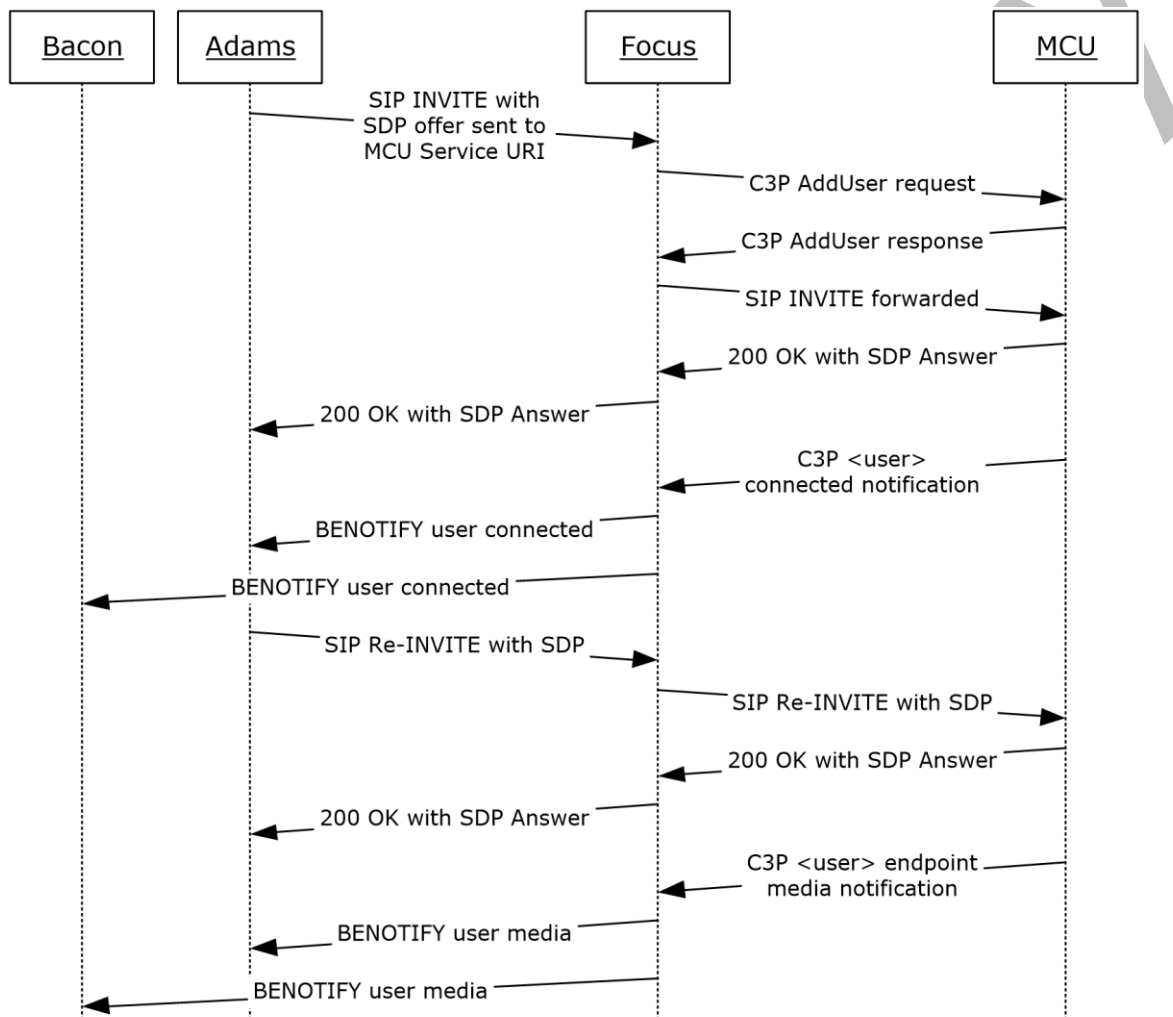 Bacon
Adams
Focus
MCU
SIP INVITE with
SDP offer sent to
MCU Service URI
C3P AddUser request
C3P AddUser response
SIP INVITE forwarded
200 OK with SDP Answer
200 OK with SDP Answer
C3P <user>
connected notification
BENOTIFY user connected
BENOTIFY user connected
SIP Re-INVITE with SDP
SIP Re-INVITE with SDP
200 OK with SDP Answer
200 OK with SDP Answer
C3P <user> endpoint
media notification
BENOTIFY user media
BENOTIFY user media